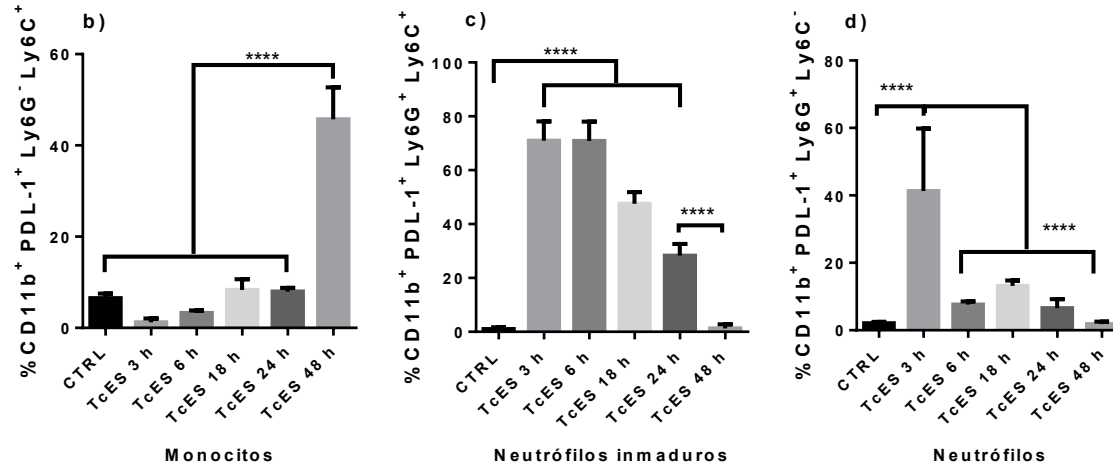 b)
%CD11b+ PDL-1+ Ly6G- Ly6C+
60
40
20
0
****
CTRL
TcES 3 h
TcES 6 h
TcES 18 h
TcES 24 h
TcES 48 h
Monocitos
c)
%CD11b+ PDL-1+ Ly6G+ Ly6C+
100
80
60
40
20
0
****
****
CTRL
TcES 3 h
TcES 6 h
TcES 18 h
TcES 24 h
TcES 48 h
Neutrófilos inmaduros
d)
%CD11b+ PDL-1+ Ly6G+ Ly6C-
80
60
40
20
0
****
****
CTRL
TcES 3 h
TcES 6 h
TcES 18 h
TcES 24 h
TcES 48 h
Neutrófilos